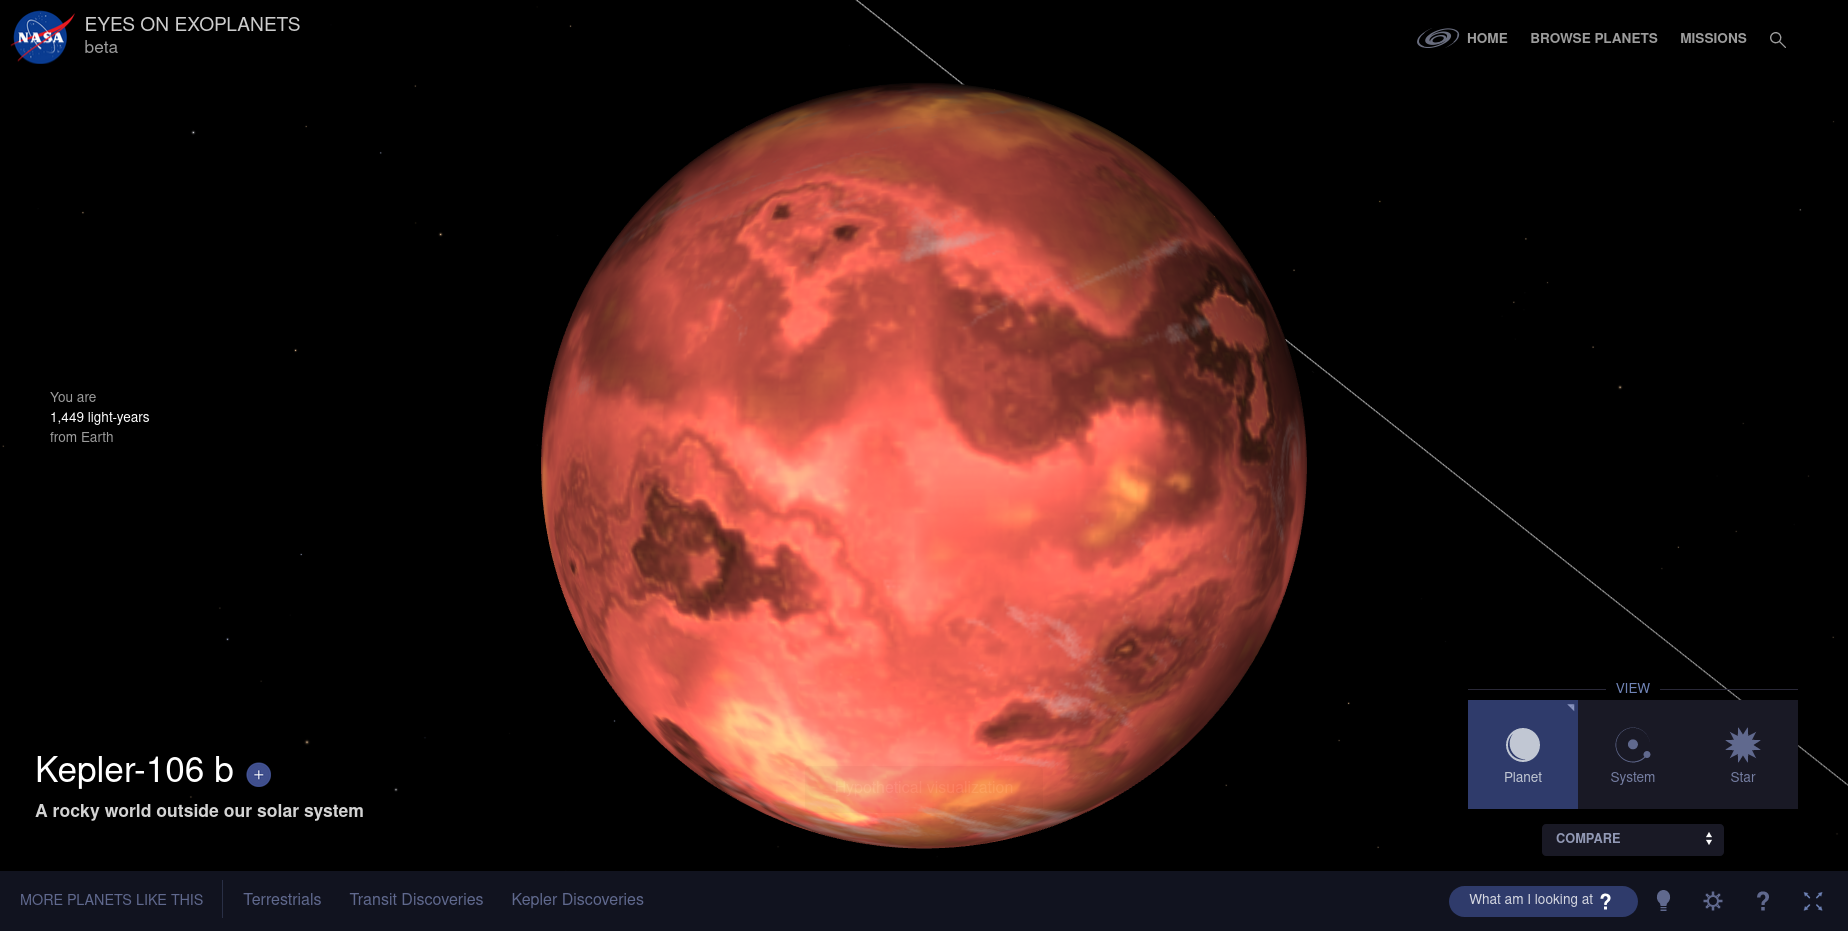 NASA
EYES ON EXOPLANETS
beta
HOME
BROWSE PLANETS
MISSIONS
You are
1,449 light-years
from Earth
Hypothetical visualization
Kepler-106 b +
A rocky world outside our solar system
VIEW
Planet
System
Star
COMPARE
MORE PLANETS LIKE THIS
Terrestrials
Transit Discoveries
Kepler Discoveries
What am I looking at ?
?